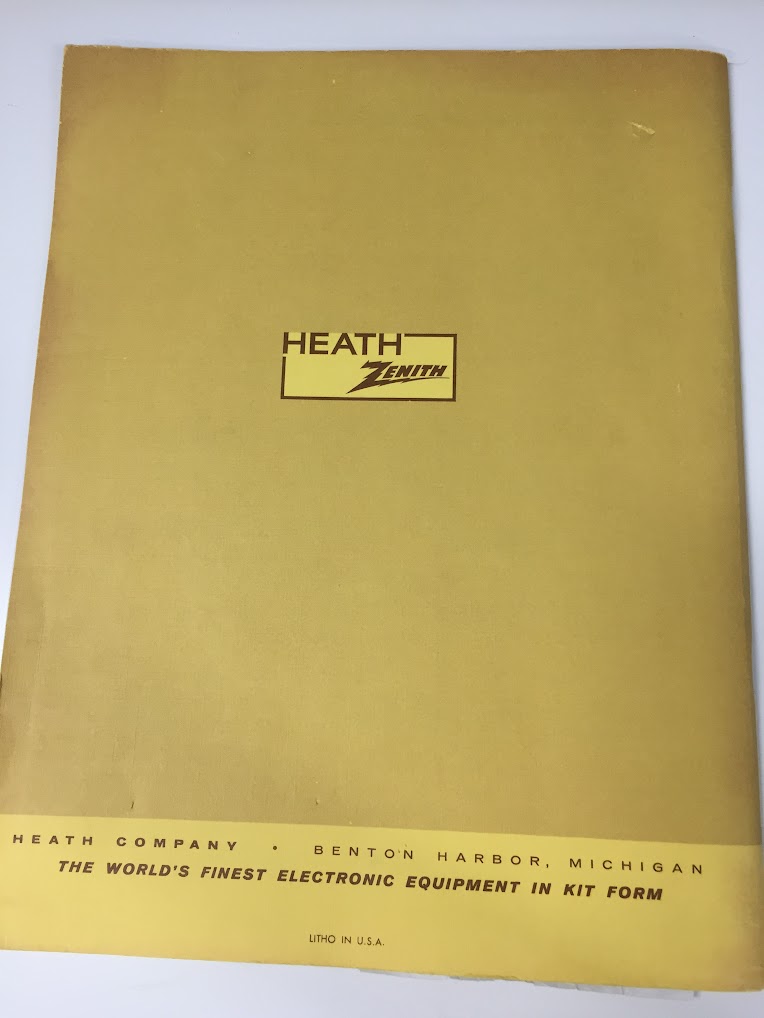 HEATH
ZENITH
HEATH COMPANY • BENTON HARBOR, MICHIGAN
THE WORLD'S FINEST ELECTRONIC EQUIPMENT IN KIT FORM
LITHO IN U.S.A.